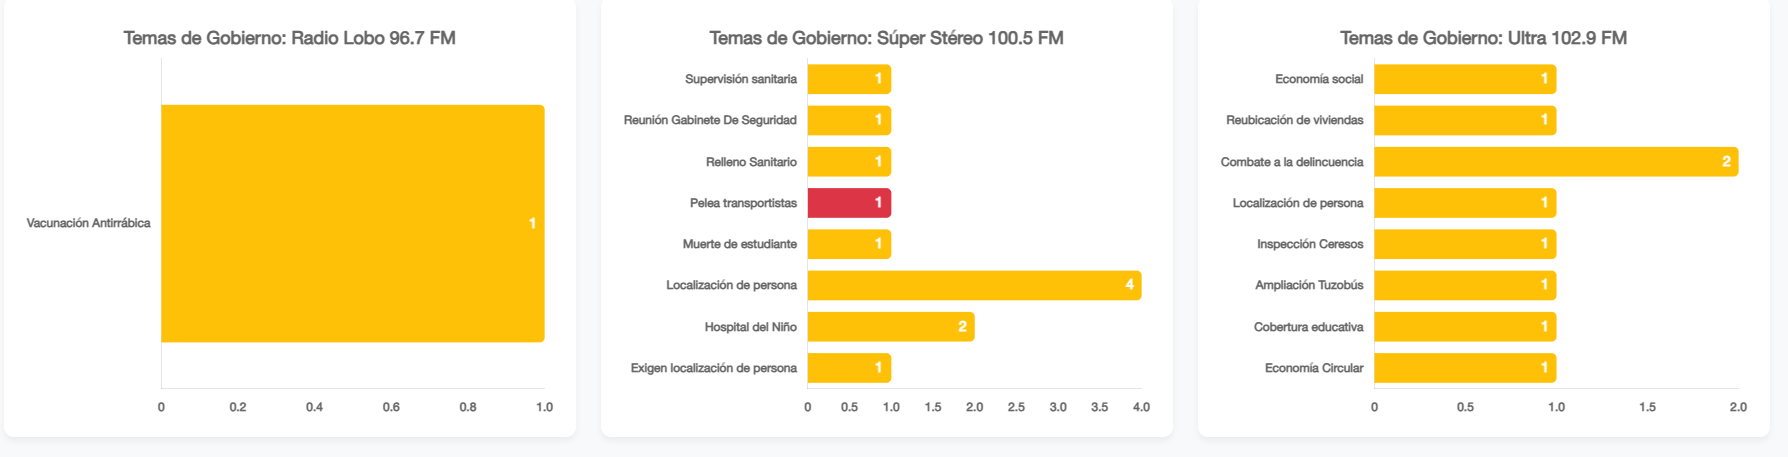 Temas de Gobierno: Radio Lobo 96.7 FM
Vacunación Antirrábica
1
0 0.2 0.4 0.6 0.8 1.0
Temas de Gobierno: Súper Stéreo 100.5 FM
Supervisión sanitaria 1
Reunión Gabinete De Seguridad 1
Relleno Sanitario 1
Pelea transportistas 1
Muerte de estudiante 1
Localización de persona 4
Hospital del Niño 2
Exigen localización de persona 1
0 0.5 1.0 1.5 2.0 2.5 3.0 3.5 4.0
Temas de Gobierno: Ultra 102.9 FM
Economía social 1
Reubicación de viviendas 1
Combate a la delincuencia 2
Localización de persona 1
Inspección Ceresos 1
Ampliación Tuzobús 1
Cobertura educativa 1
Economía Circular 1
0 0.5 1.0 1.5 2.0